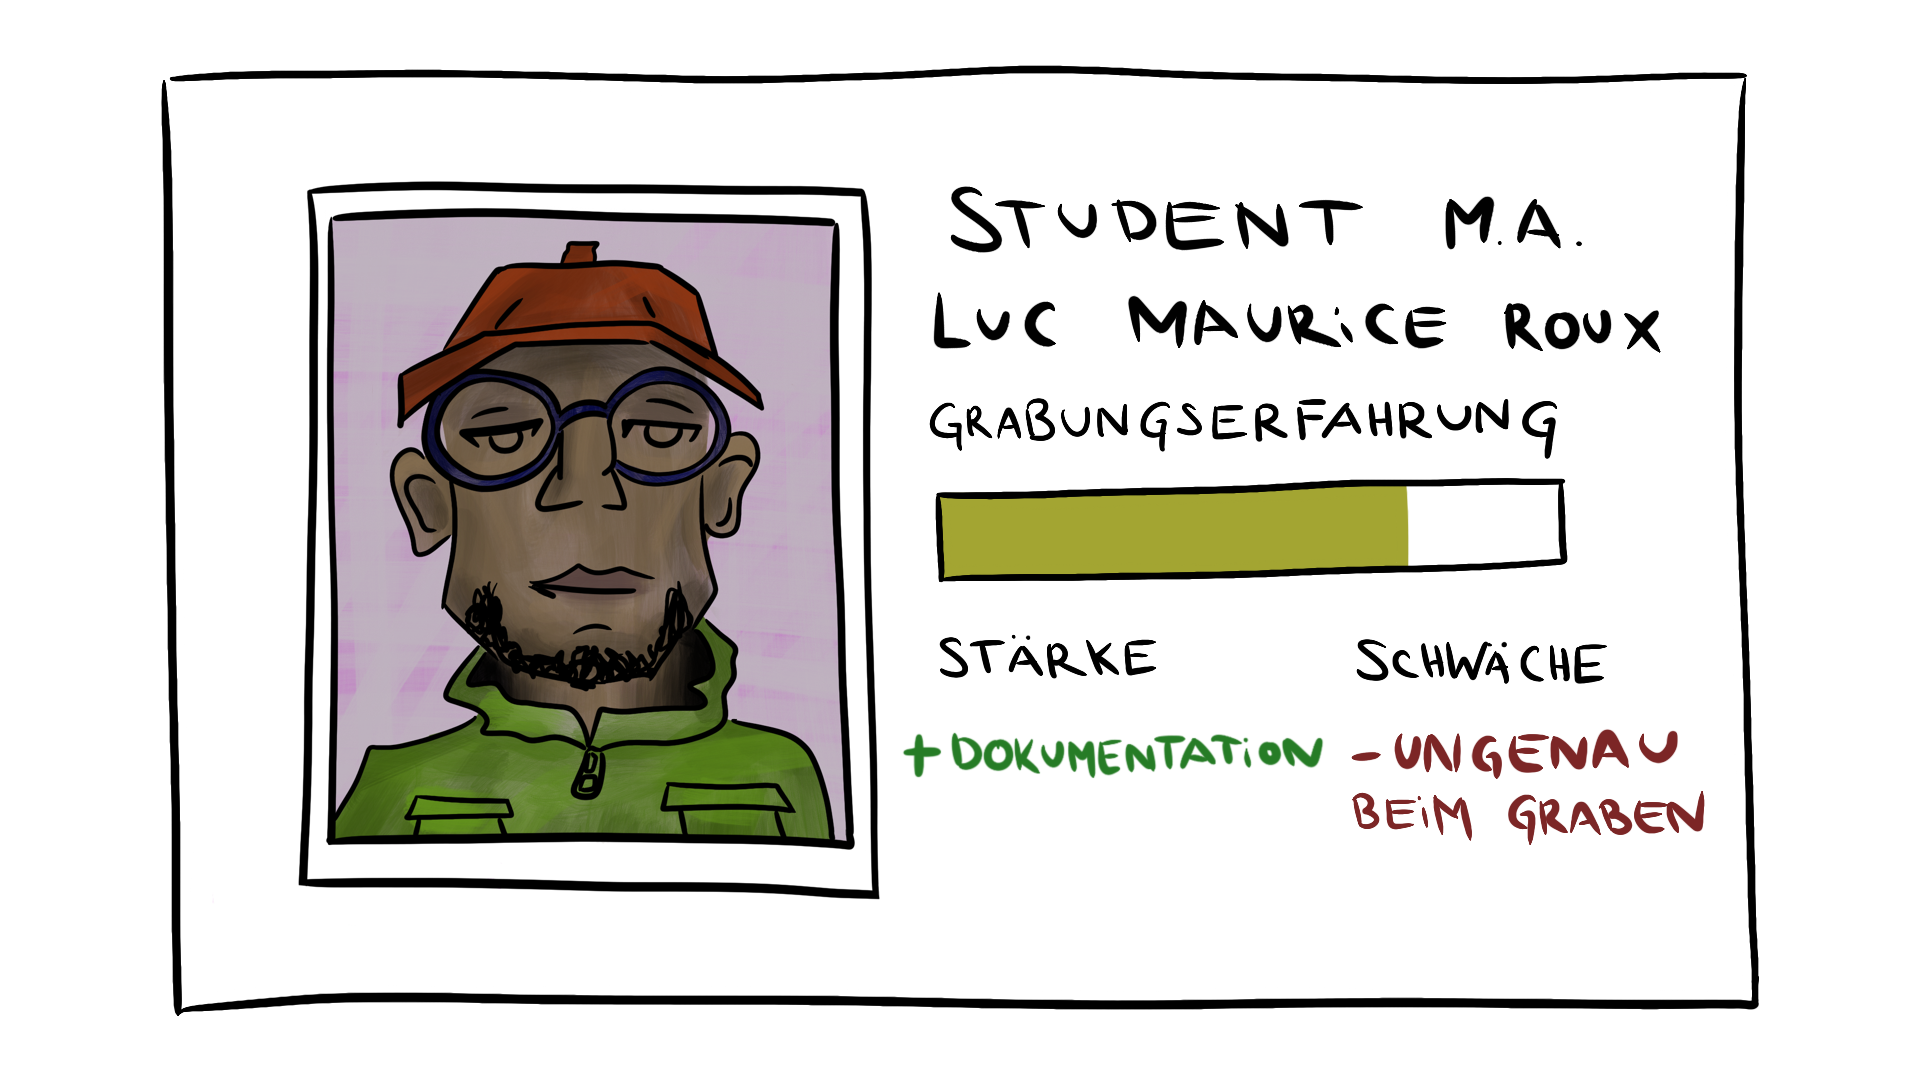 STUDENT M.A.
LUC MAURICE ROUX
GRABUNGSERFAHRUNG
STÄRKE
+ DOKUMENTATION
SCHWÄCHE
- UNGENAU
BEIM GRABEN